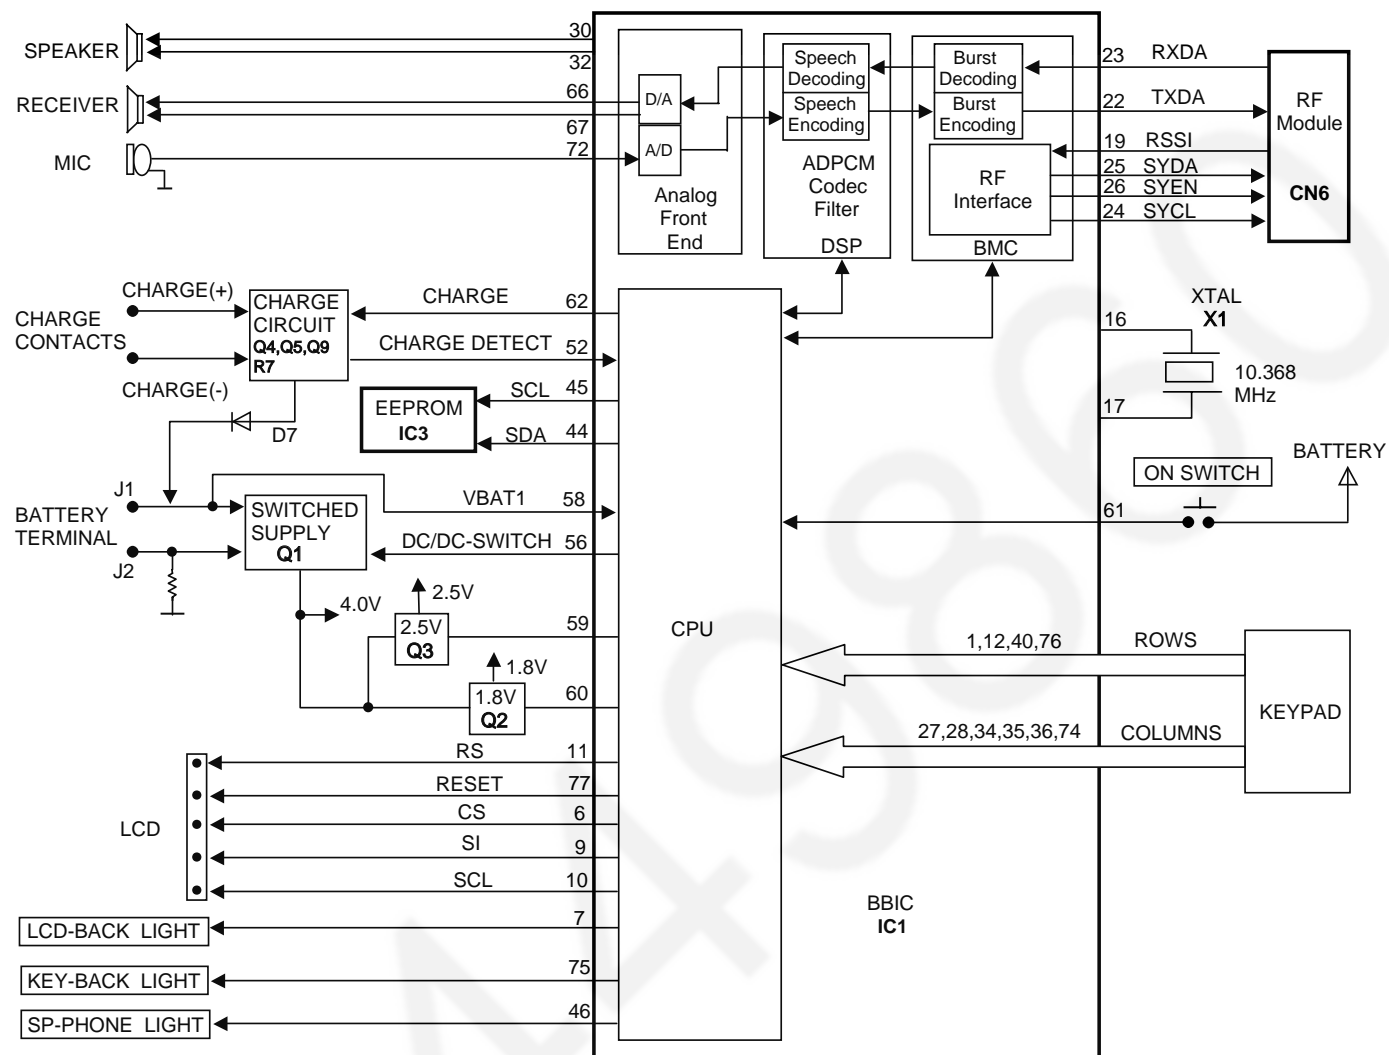 SPEAKER
30
32
RECEIVER
66
67
MIC
72
D/A
A/D
Analog
Front
End
Speech
Decoding
Speech
Encoding
ADPCM
Codec
Filter
DSP
Burst
Decoding
Burst
Encoding
RF
Interface
BMC
23 RXDA
22 TXDA
19 RSSI
25 SYDA
26 SYEN
24 SYCL
RF
Module
CN6
CHARGE
CONTACTS
CHARGE(+)
CHARGE(-)
CHARGE
CIRCUIT
Q4,Q5,Q9
R7
CHARGE 62
CHARGE DETECT 52
D7
EEPROM
IC3
SCL 45
SDA 44
XTAL
X1
16
17
10.368
MHz
BATTERY
ON SWITCH
61
J1
BATTERY
TERMINAL
J2
SWITCHED
SUPPLY
Q1
VBAT1 58
DC/DC-SWITCH 56
4.0V
2.5V
2.5V
Q3
59
1.8V
1.8V
Q2
60
CPU
1,12,40,76 ROWS
27,28,34,35,36,74 COLUMNS
KEYPAD
LCD
RS 11
RESET 77
CS 6
SI 9
SCL 10
LCD-BACK LIGHT 7
KEY-BACK LIGHT 75
SP-PHONE LIGHT 46
BBIC
IC1